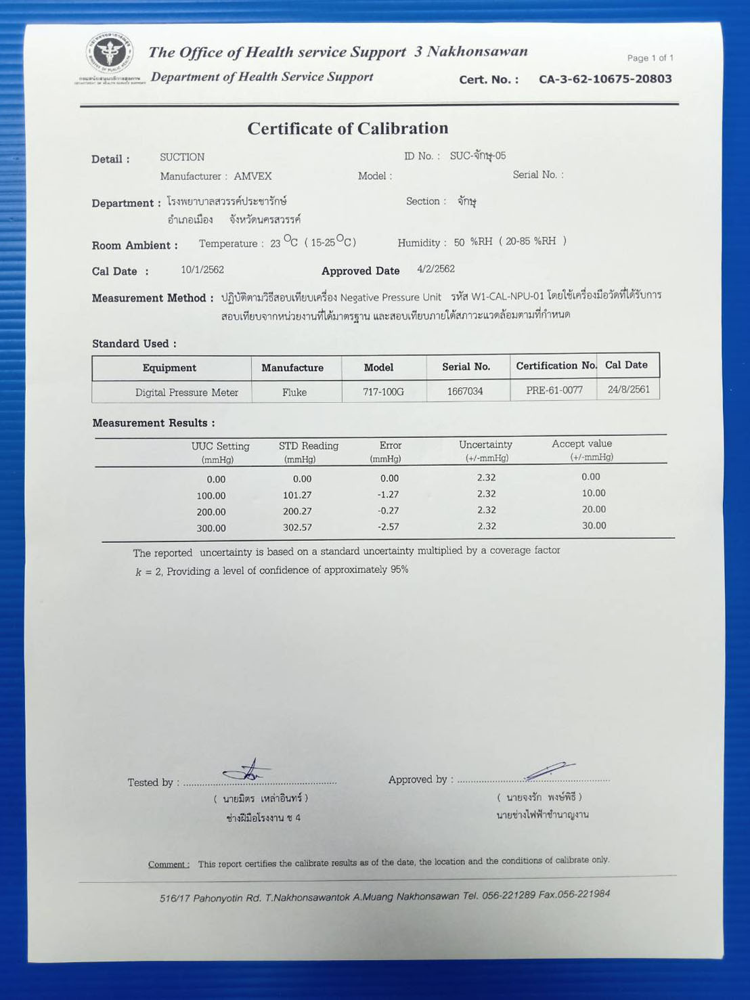 The Office of Health service Support 3 Nakhonsawan
Page 1 of 1
กรมสนับสนุนบริการสุขภาพ
DEPARTMENT OF HEALTH SERVICE SUPPORT
Department of Health Service Support
Cert. No. : CA-3-62-10675-20803
Certificate of Calibration
Detail : SUCTION ID No. : SUC-จักษุ-05
Manufacturer : AMVEX Model : Serial No. :
Department : โรงพยาบาลสวรรค์ประชารักษ์ Section : จักษุ
อำเภอเมือง จังหวัดนครสวรรค์
Room Ambient : Temperature : 23 °C ( 15-25 °C ) Humidity : 50 %RH ( 20-85 %RH )
Cal Date : 10/1/2562 Approved Date 4/2/2562
Measurement Method : ปฏิบัติตามวิธีสอบเทียบเครื่อง Negative Pressure Unit รหัส W1-CAL-NPU-01 โดยใช้เครื่องมือวัดที่ได้รับการ
สอบเทียบจากหน่วยงานที่ได้มาตรฐาน และสอบเทียบภายใต้สภาวะแวดล้อมตามที่กำหนด
Standard Used :
Equipment Manufacture Model Serial No. Certification No. Cal Date
Digital Pressure Meter Fluke 717-100G 1667034 PRE-61-0077 24/8/2561
Measurement Results :
UUC Setting STD Reading Error Uncertainty Accept value
(mmHg) (mmHg) (mmHg) (+/-mmHg) (+/-mmHg)
0.00 0.00 0.00 2.32 0.00
100.00 101.27 -1.27 2.32 10.00
200.00 200.27 -0.27 2.32 20.00
300.00 302.57 -2.57 2.32 30.00
The reported uncertainty is based on a standard uncertainty multiplied by a coverage factor
k = 2, Providing a level of confidence of approximately 95%
Tested by : Approved by :
( นายมิตร เหล่าอินทร์ ) ( นายจงรัก พงษ์พิธี )
ช่างฝีมือโรงงาน ช 4 นายช่างไฟฟ้าชำนาญงาน
Comment : This report certifies the calibrate results as of the date, the location and the conditions of calibrate only.
516/17 Pahonyotin Rd. T.Nakhonsawantok A.Muang Nakhonsawan Tel. 056-221289 Fax.056-221984